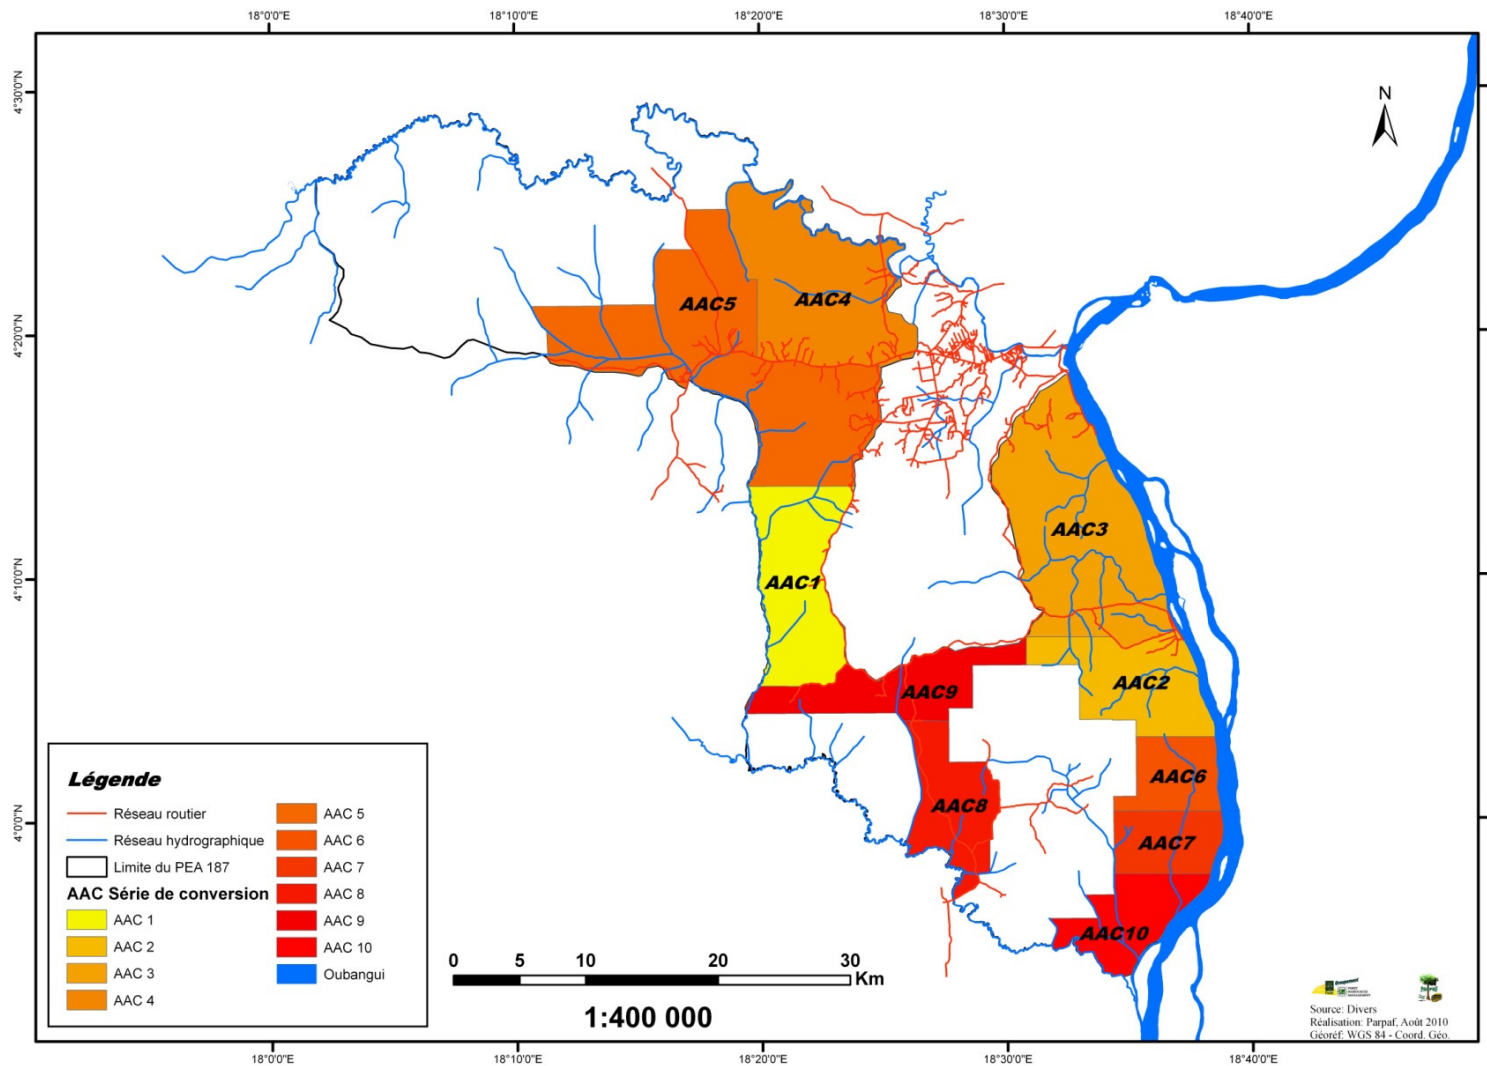 18°0'0"E 18°10'0"E 18°20'0"E 18°30'0"E 18°40'0"E
4°30'0"N
4°20'0"N
4°10'0"N
4°0'0"N
N
AAC5
AAC4
AAC3
AAC1
AAC2
AAC9
AAC6
AAC8
AAC7
AAC10
Légende
Réseau routier
Réseau hydrographique
Limite du PEA 187
AAC Série de conversion
AAC 1
AAC 2
AAC 3
AAC 4
AAC 5
AAC 6
AAC 7
AAC 8
AAC 9
AAC 10
Oubangui
0 5 10 20 30
Km
1:400 000
Source: Divers
Réalisation: Parpaf, Août 2010
Géoréf: WGS 84 - Coord. Géo.
18°0'0"E 18°10'0"E 18°20'0"E 18°30'0"E 18°40'0"E